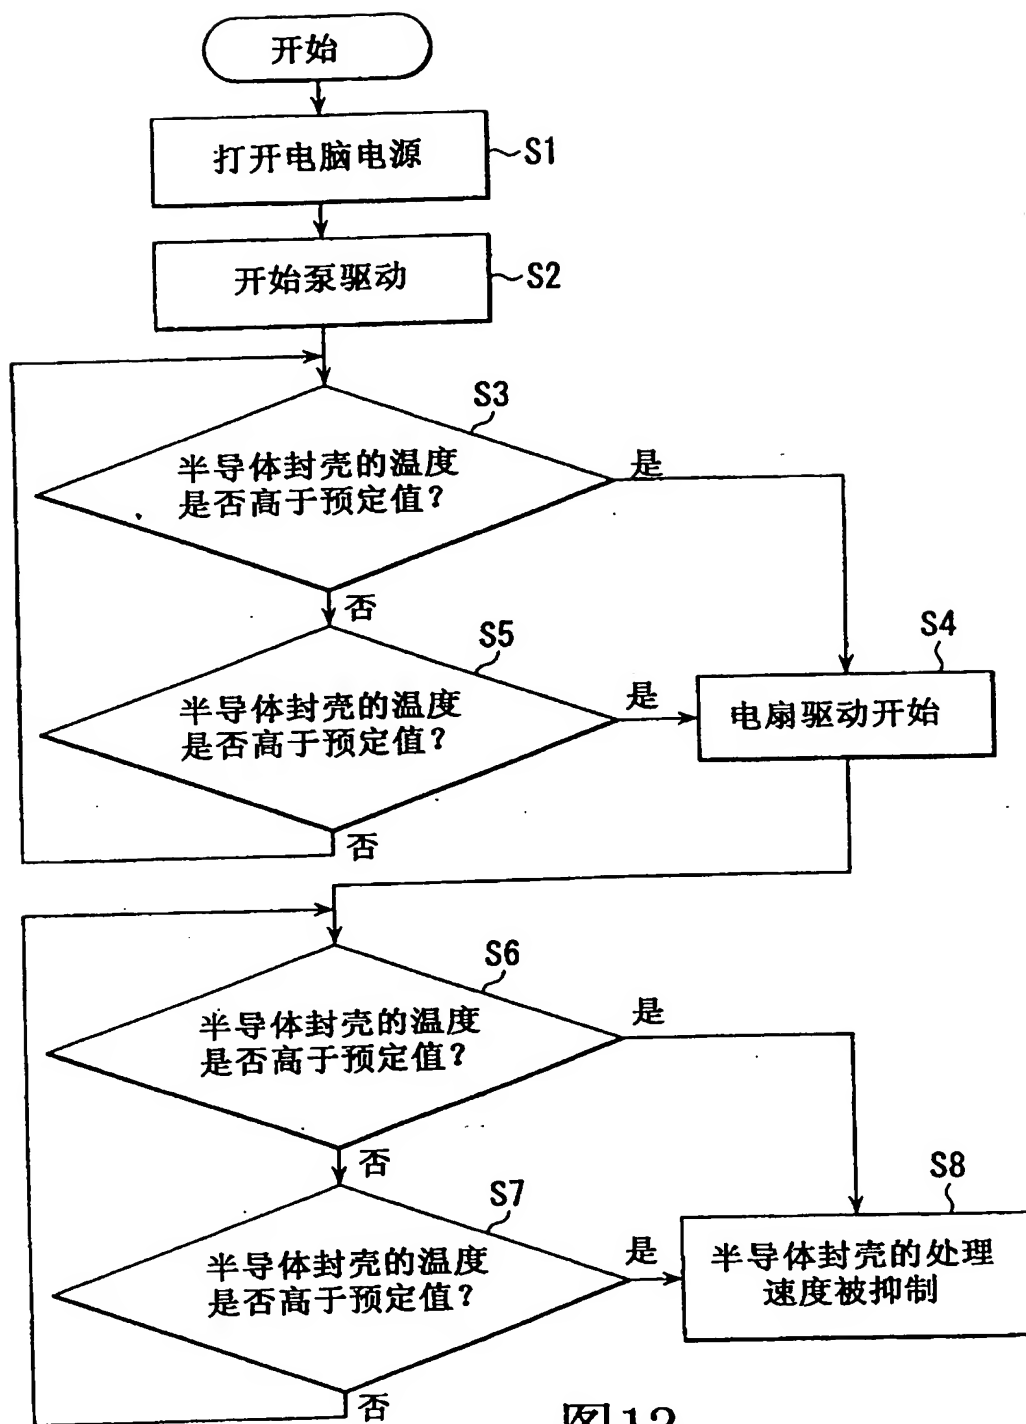 开始
打开电脑电源
S1
开始泵驱动
S2
S3
半导体封壳的温度
是否高于预定值？
是
否
S5
半导体封壳的温度
是否高于预定值？
是
S4
电扇驱动开始
否
S6
半导体封壳的温度
是否高于预定值？
是
否
S7
半导体封壳的温度
是否高于预定值？
是
S8
半导体封壳的处理
速度被抑制
否
图12